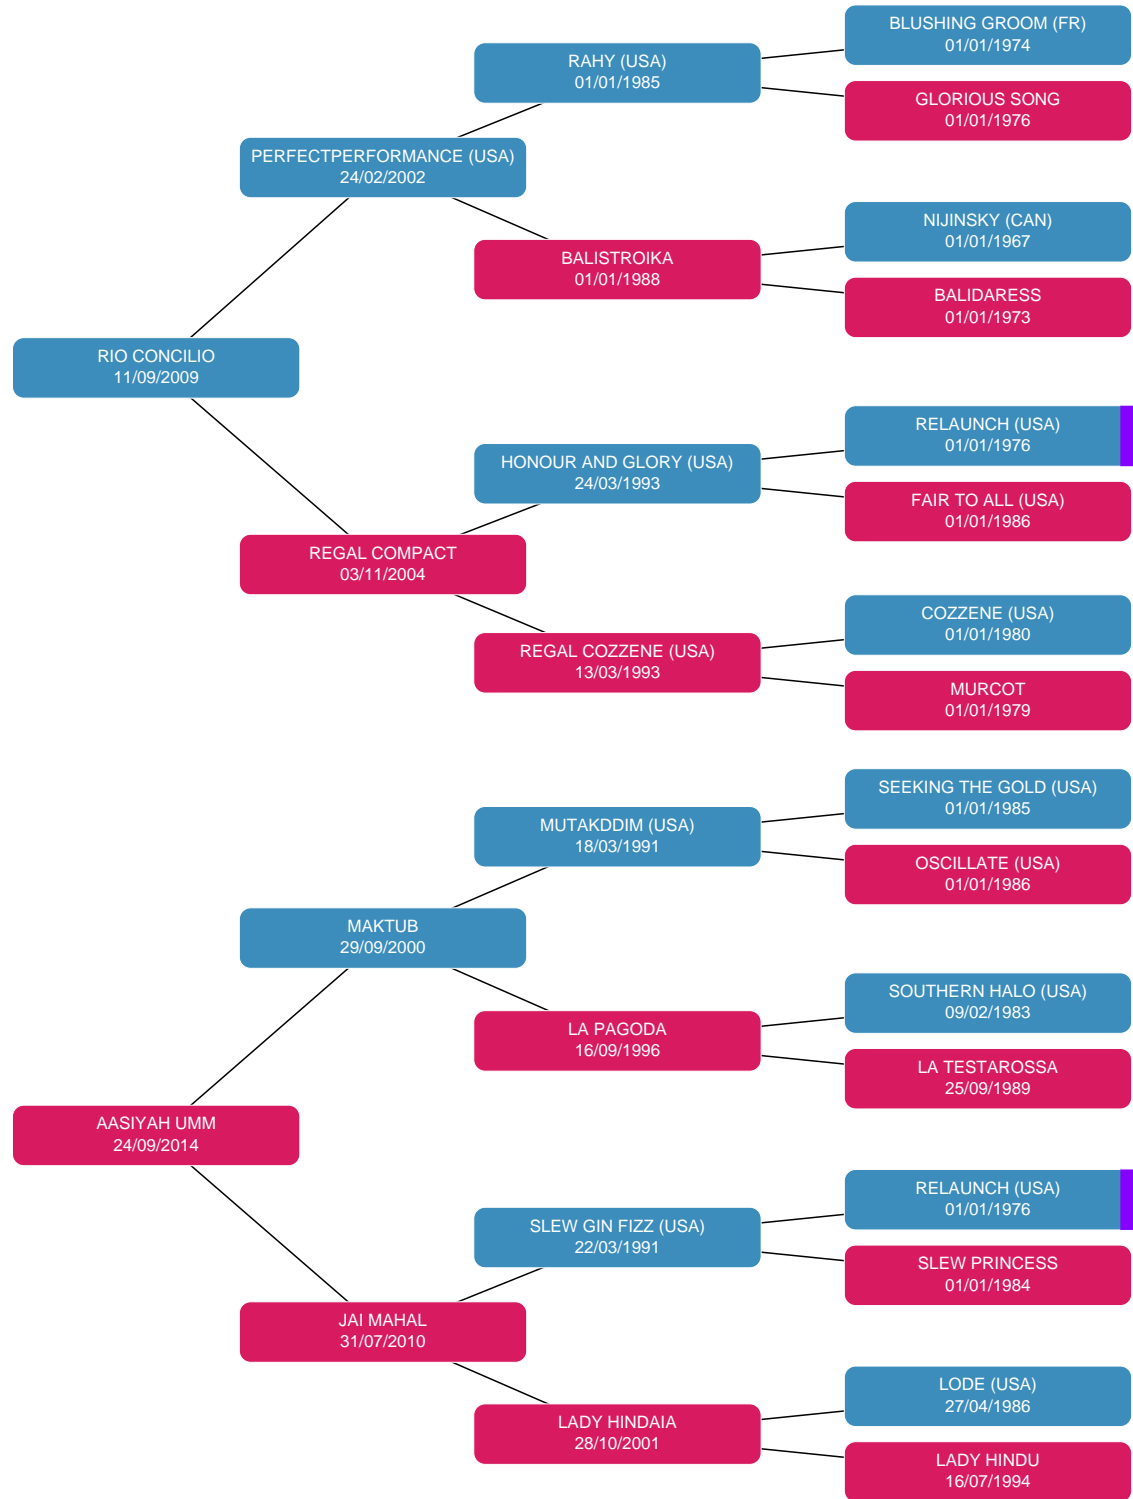 BLUSHING GROOM (FR)
01/01/1974
RAHY (USA)
01/01/1985
GLORIOUS SONG
01/01/1976
PERFECTPERFORMANCE (USA)
24/02/2002
NIJINSKY (CAN)
01/01/1967
BALISTROIKA
01/01/1988
BALIDARESS
01/01/1973
RIO CONCILIO
11/09/2009
RELAUNCH (USA)
01/01/1976
HONOUR AND GLORY (USA)
24/03/1993
FAIR TO ALL (USA)
01/01/1986
REGAL COMPACT
03/11/2004
COZZENE (USA)
01/01/1980
REGAL COZZENE (USA)
13/03/1993
MURCOT
01/01/1979
SEEKING THE GOLD (USA)
01/01/1985
MUTAKDDIM (USA)
18/03/1991
OSCILLATE (USA)
01/01/1986
MAKTUB
29/09/2000
SOUTHERN HALO (USA)
09/02/1983
LA PAGODA
16/09/1996
LA TESTAROSSA
25/09/1989
AASIYAH UMM
24/09/2014
RELAUNCH (USA)
01/01/1976
SLEW GIN FIZZ (USA)
22/03/1991
SLEW PRINCESS
01/01/1984
JAI MAHAL
31/07/2010
LODE (USA)
27/04/1986
LADY HINDAIA
28/10/2001
LADY HINDU
16/07/1994